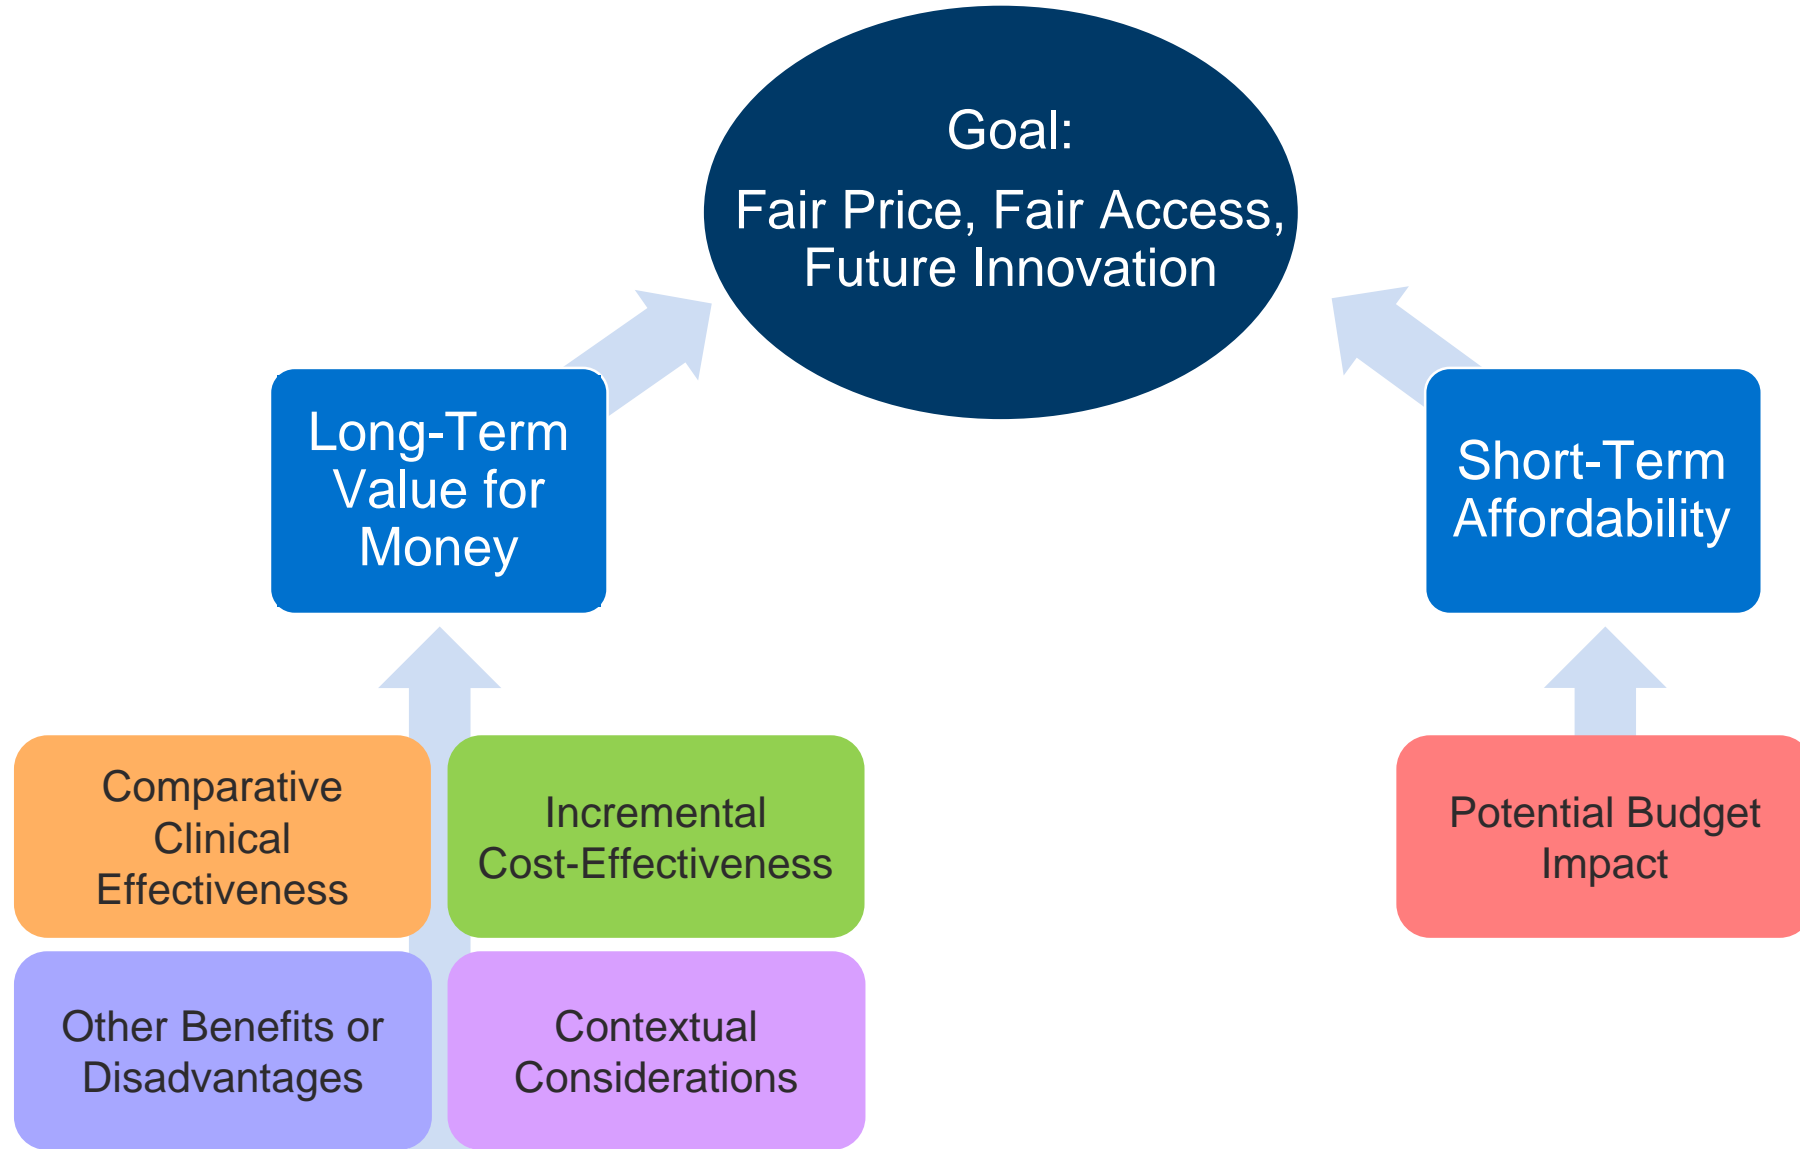 Goal:
Fair Price, Fair Access,
Future Innovation
Long-Term
Value for
Money
Short-Term
Affordability
Comparative
Clinical
Effectiveness
Incremental
Cost-Effectiveness
Potential Budget
Impact
Other Benefits or
Disadvantages
Contextual
Considerations